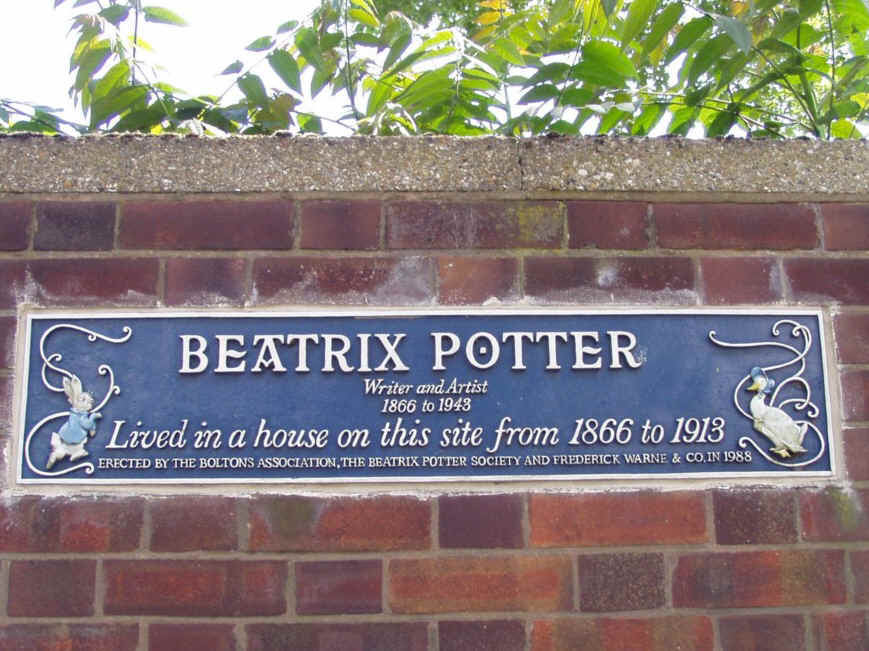 BEATRIX POTTER
Writer and Artist
1866 to 1943
Lived in a house on this site from 1866 to 1913
ERECTED BY THE BOLTONS ASSOCIATION, THE BEATRIX POTTER SOCIETY AND FREDERICK WARNE & CO. IN 1988